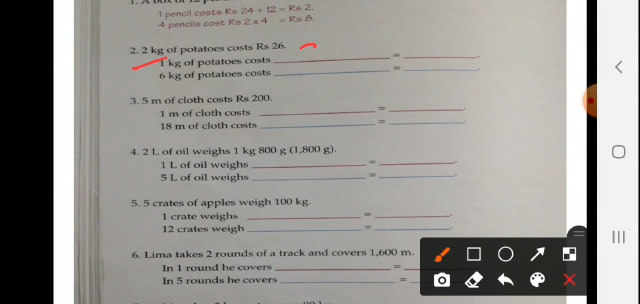 1. A box of 12 pen
1 pencil costs Rs 24 ÷ 12 = Rs 2.
4 pencils cost Rs 2 x 4 = Rs 8.
2. 2 kg of potatoes costs Rs 26.
1 kg of potatoes costs =
6 kg of potatoes costs =
3. 5 m of cloth costs Rs 200.
1 m of cloth costs = .
18 m of cloth costs = .
4. 2 L of oil weighs 1 kg 800 g (1,800 g).
1 L of oil weighs = .
5 L of oil weighs = .
5. 5 crates of apples weigh 100 kg.
1 crate weighs = .
12 crates weigh = .
6. Lima takes 2 rounds of a track and covers 1,600 m.
In 1 round he covers =
In 5 rounds he covers =